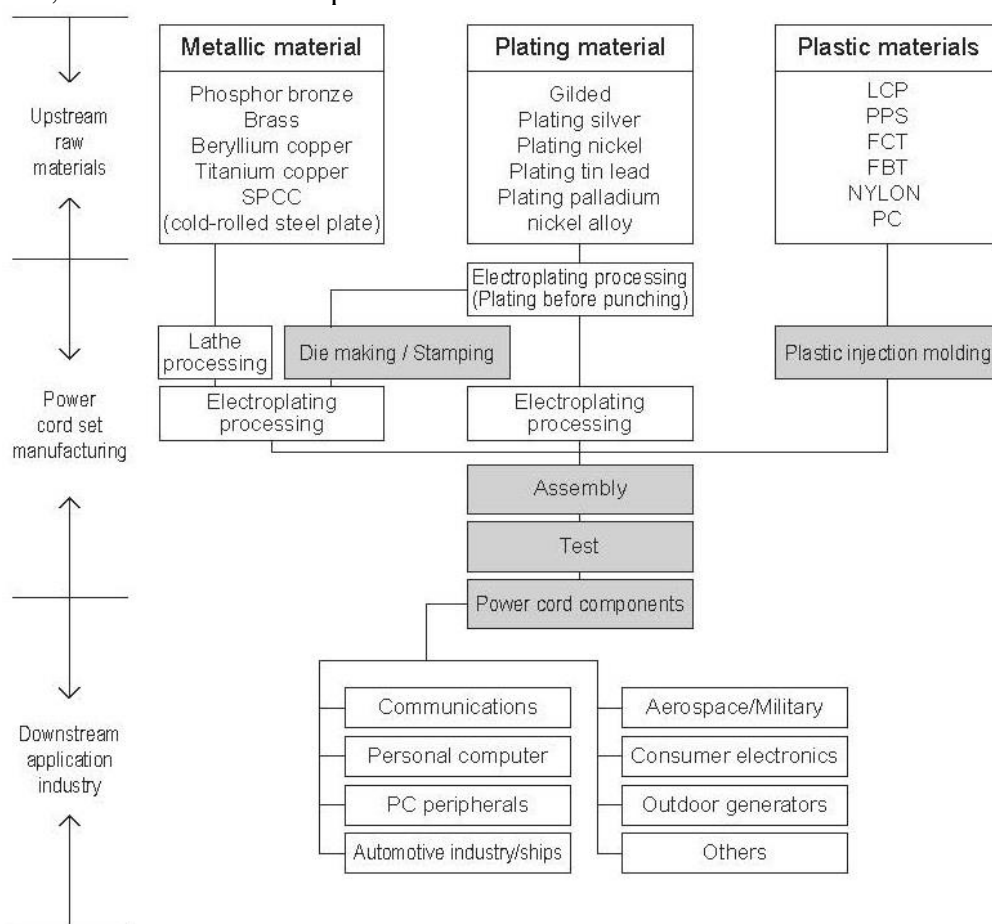 Metallic material
Phosphor bronze
Brass
Beryllium copper
Titanium copper
SPCC
(cold-rolled steel plate)
Plating material
Gilded
Plating silver
Plating nickel
Plating tin lead
Plating palladium
nickel alloy
Plastic materials
LCP
PPS
FCT
FBT
NYLON
PC
Upstream
raw
materials
Electroplating processing
(Plating before punching)
Lathe
processing
Die making / Stamping
Plastic injection molding
Electroplating
processing
Electroplating
processing
Power
cord set
manufacturing
Assembly
Test
Power cord components
Downstream
application
industry
Communications
Personal computer
PC peripherals
Automotive industry/ships
Aerospace/Military
Consumer electronics
Outdoor generators
Others